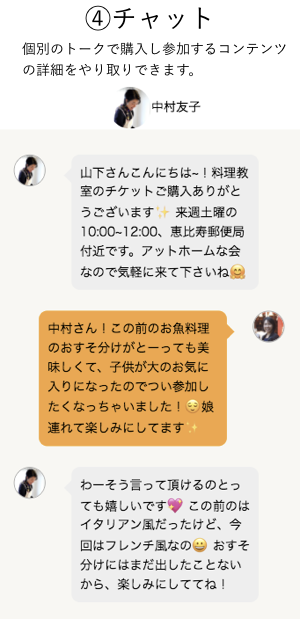 ④チャット
個別のトークで購入し参加するコンテンツ
の詳細をやり取りできます。
中村友子
山下さんこんにちは~！料理教
室のチケットご購入ありがと
うございます✨ 来週土曜の
10:00~12:00、恵比寿郵便局
付近です。アットホームな会
なので気軽に来て下さいね🤗
中村さん！この前のお魚料理
のおすそ分けがとーっても美
味しくて、子供が大のお気に
入りになったのでつい参加し
たくなっちゃいました！😌娘
連れて楽しみにしてます✨
わーそう言って頂けるのとっ
ても嬉しいです💖 この前のは
イタリアン風だったけど、今
回はフレンチ風なの😀 おすそ
分けにはまだ出したことない
から、楽しみにしててね！